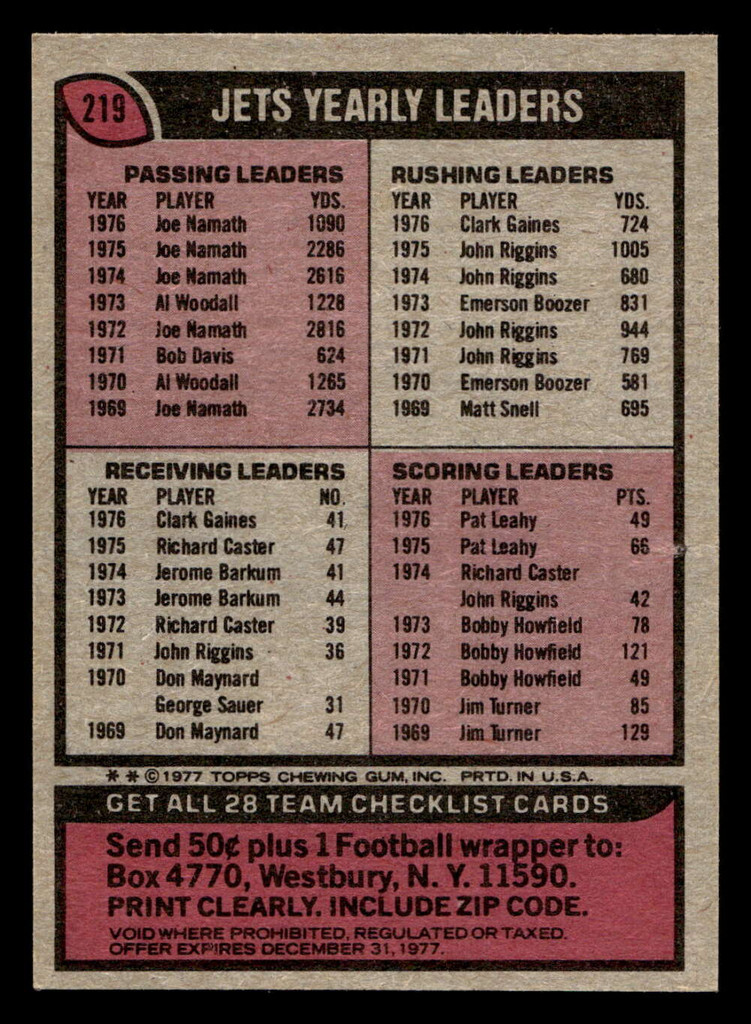 219
JETS YEARLY LEADERS
PASSING LEADERS
YEAR PLAYER YDS.
1976 Joe Namath 1090
1975 Joe Namath 2286
1974 Joe Namath 2616
1973 Al Woodall 1228
1972 Joe Namath 2816
1971 Bob Davis 624
1970 Al Woodall 1265
1969 Joe Namath 2734
RUSHING LEADERS
YEAR PLAYER YDS.
1976 Clark Gaines 724
1975 John Riggins 1005
1974 John Riggins 680
1973 Emerson Boozer 831
1972 John Riggins 944
1971 John Riggins 769
1970 Emerson Boozer 581
1969 Matt Snell 695
RECEIVING LEADERS
YEAR PLAYER NO.
1976 Clark Gaines 41
1975 Richard Caster 47
1974 Jerome Barkum 41
1973 Jerome Barkum 44
1972 Richard Caster 39
1971 John Riggins 36
1970 Don Maynard
George Sauer 31
1969 Don Maynard 47
SCORING LEADERS
YEAR PLAYER PTS.
1976 Pat Leahy 49
1975 Pat Leahy 66
1974 Richard Caster
John Riggins 42
1973 Bobby Howfield 78
1972 Bobby Howfield 121
1971 Bobby Howfield 49
1970 Jim Turner 85
1969 Jim Turner 129
* * © 1977 TOPPS CHEWING GUM, INC. PRTD. IN U.S.A.
GET ALL 28 TEAM CHECKLIST CARDS
Send 50¢ plus 1 Football wrapper to:
Box 4770, Westbury, N. Y. 11590.
PRINT CLEARLY. INCLUDE ZIP CODE.
VOID WHERE PROHIBITED, REGULATED OR TAXED.
OFFER EXPIRES DECEMBER 31, 1977.